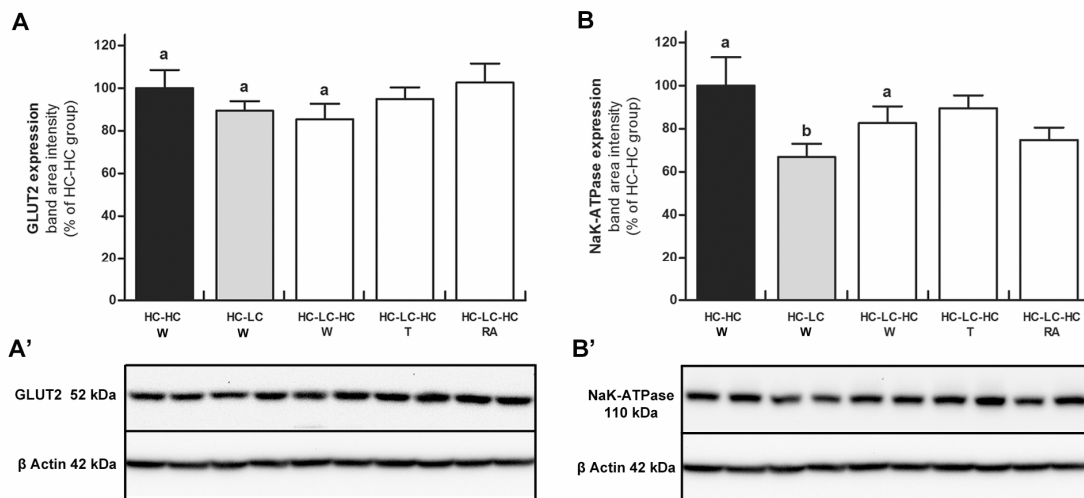 A
GLUT2 expression
band area intensity
(% of HC-HC group)
120
100
80
60
40
20
0
a
a
a
HC-HC
W
HC-LC
W
HC-LC-HC
W
HC-LC-HC
T
HC-LC-HC
RA
B
NaK-ATPase expression
band area intensity
(% of HC-HC group)
120
100
80
60
40
20
0
a
b
a
HC-HC
W
HC-LC
W
HC-LC-HC
W
HC-LC-HC
T
HC-LC-HC
RA
A'
GLUT2 52 kDa
β Actin 42 kDa
B'
NaK-ATPase
110 kDa
β Actin 42 kDa